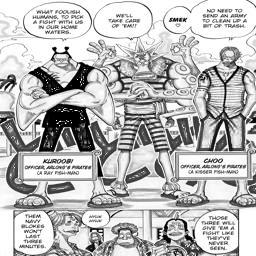 WHAT FOOLISH
HUMANS, TO PICK
A FIGHT WITH US
IN OUR HOME
WATERS.
WE'LL
TAKE CARE
OF 'EM!!
SMEK
NO NEED TO
SEND AN ARMY
TO CLEAN UP A
BIT OF TRASH.
KUROOBI
OFFICER, ARLONG'S PIRATES
(A RAY FISH-MAN)
CHOO
OFFICER, ARLONG'S PIRATES
(A KISSER FISH-MAN)
THEM
NAVY
BLOKES
WON'T
LAST
THREE
MINUTES.
THOSE
THREE WILL
GIVE 'EM A
FIGHT LIKE
THEY'VE
NEVER
SEEN.